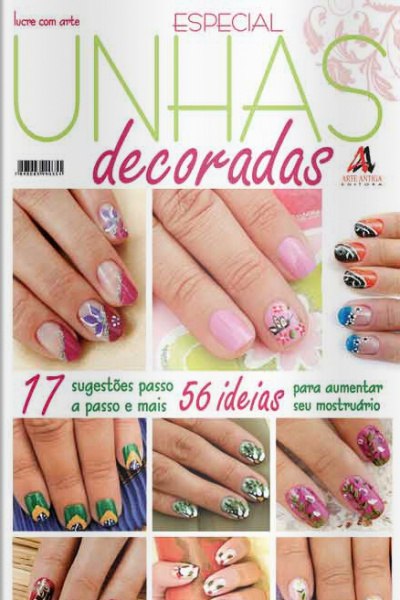 lucre com arte
ESPECIAL
UNHAS
decoradas
ARTE ANTIGA
EDITORA
17 sugestões passo
a passo e mais
56 ideias
para aumentar
seu mostruário